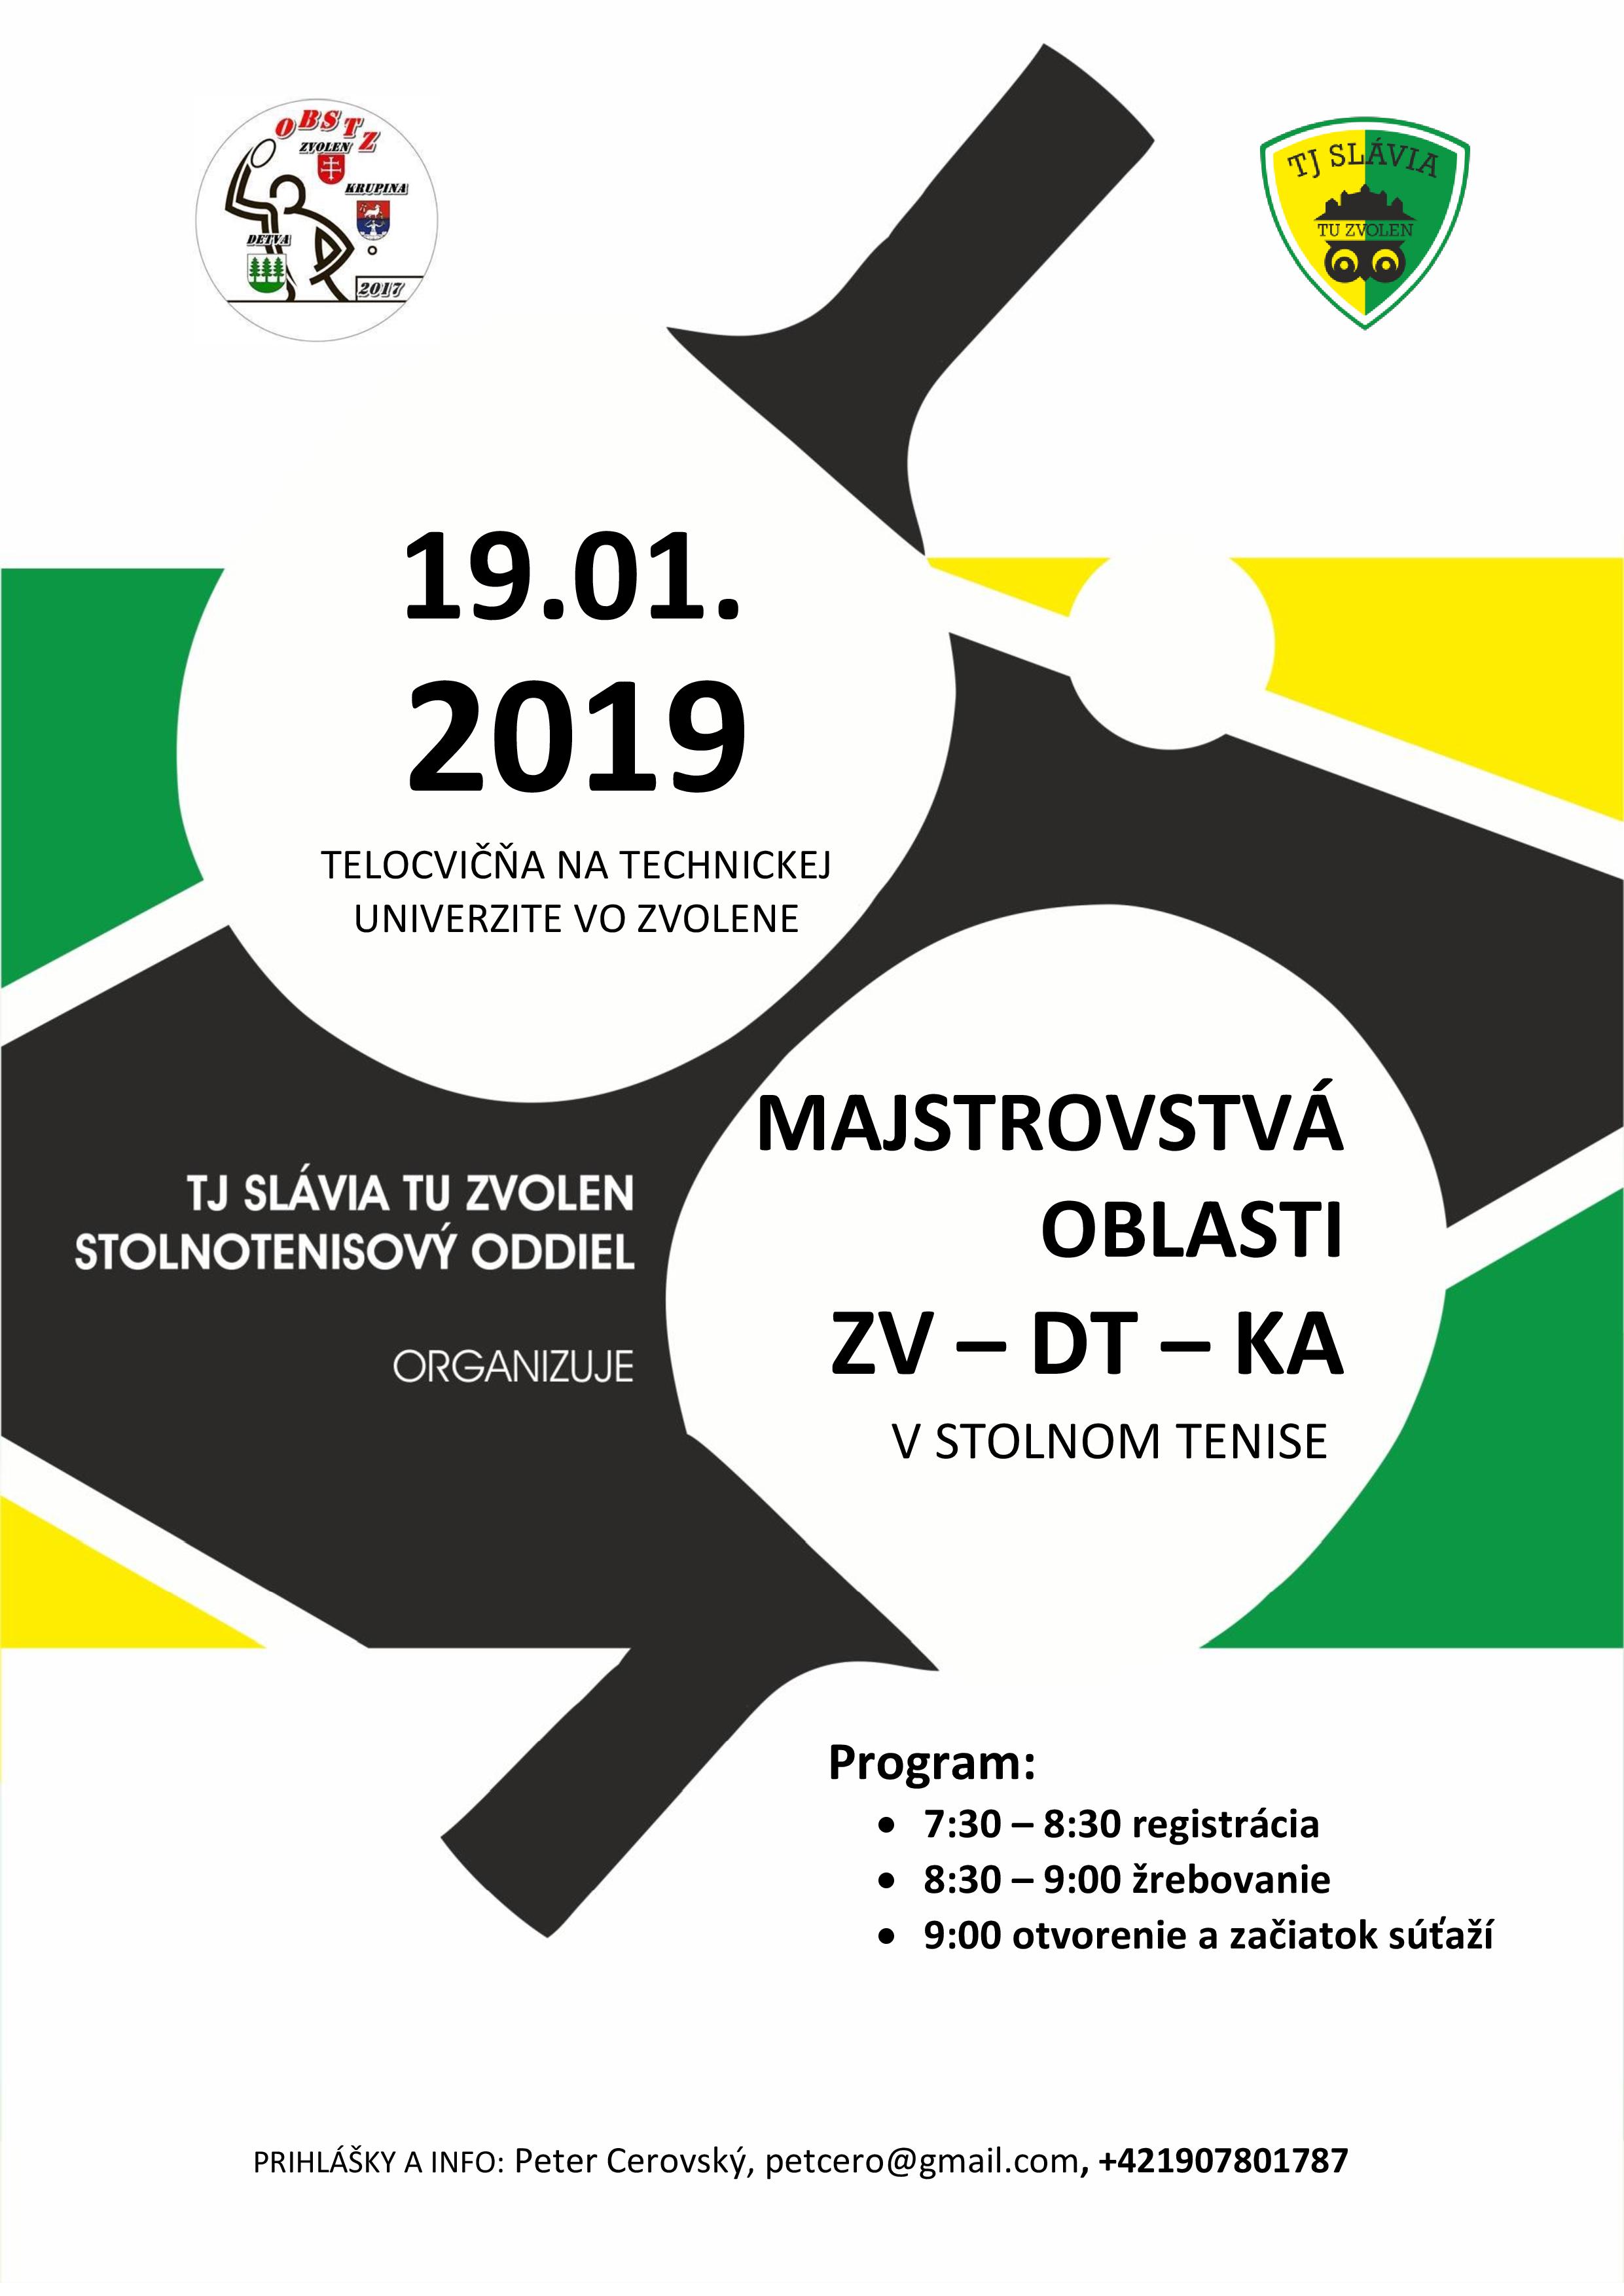 OBSTZ
ZVOLEN
KRUPINA
DETVA
2017
TJ SLÁVIA
TU ZVOLEN
19.01.
2019
TELOCVIČŇA NA TECHNICKEJ
UNIVERZITE VO ZVOLENE
TJ SLÁVIA TU ZVOLEN
STOLNOTENISOVÝ ODDIEL
ORGANIZUJE
MAJSTROVSTVÁ
OBLASTI
ZV – DT – KA
V STOLNOM TENISE
Program:
• 7:30 – 8:30 registrácia
• 8:30 – 9:00 žrebovanie
• 9:00 otvorenie a začiatok súťaží
PRIHLÁŠKY A INFO: Peter Cerovský, petcero@gmail.com, +421907801787